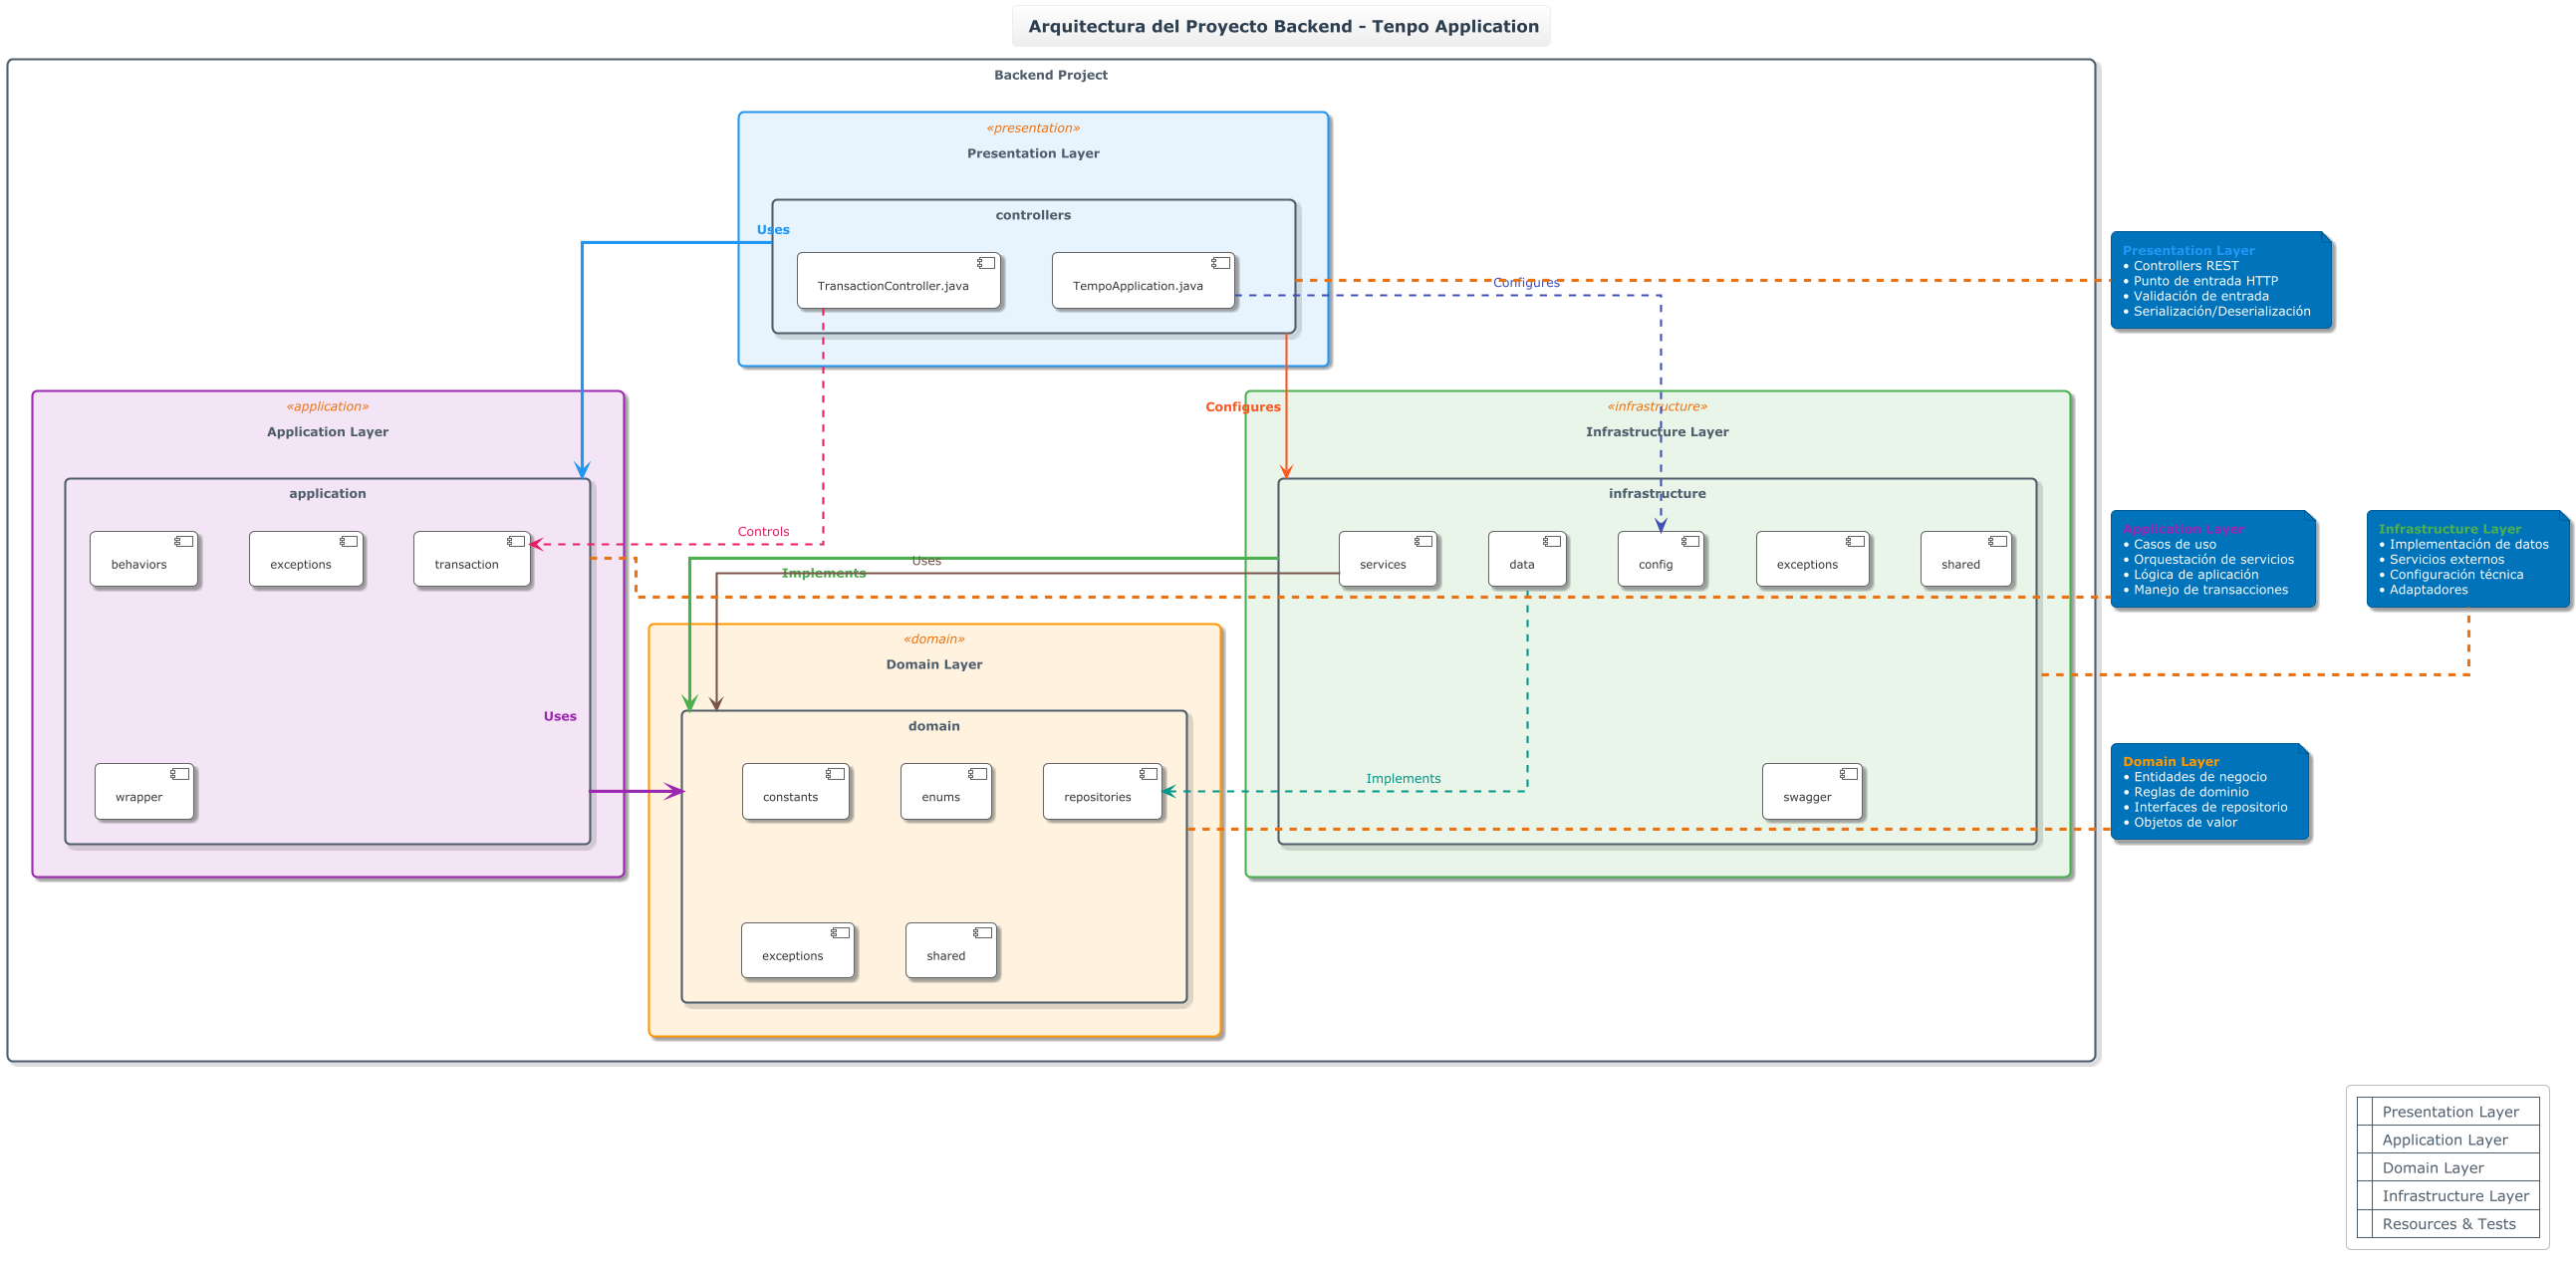 Arquitectura del Proyecto Backend - Tenpo Application
Backend Project
«presentation»
Presentation Layer
controllers
Uses
TransactionController.java
TempoApplication.java
Configures
Presentation Layer
• Controllers REST
• Punto de entrada HTTP
• Validación de entrada
• Serialización/Deserialización
«application»
Application Layer
application
behaviors
exceptions
transaction
wrapper
Uses
Controls
Configures
«infrastructure»
Infrastructure Layer
infrastructure
services
data
config
exceptions
shared
swagger
Uses
Implements
Implements
«domain»
Domain Layer
domain
constants
enums
repositories
exceptions
shared
Application Layer
• Casos de uso
• Orquestación de servicios
• Lógica de aplicación
• Manejo de transacciones
Infrastructure Layer
• Implementación de datos
• Servicios externos
• Configuración técnica
• Adaptadores
Domain Layer
• Entidades de negocio
• Reglas de dominio
• Interfaces de repositorio
• Objetos de valor
Presentation Layer
Application Layer
Domain Layer
Infrastructure Layer
Resources & Tests